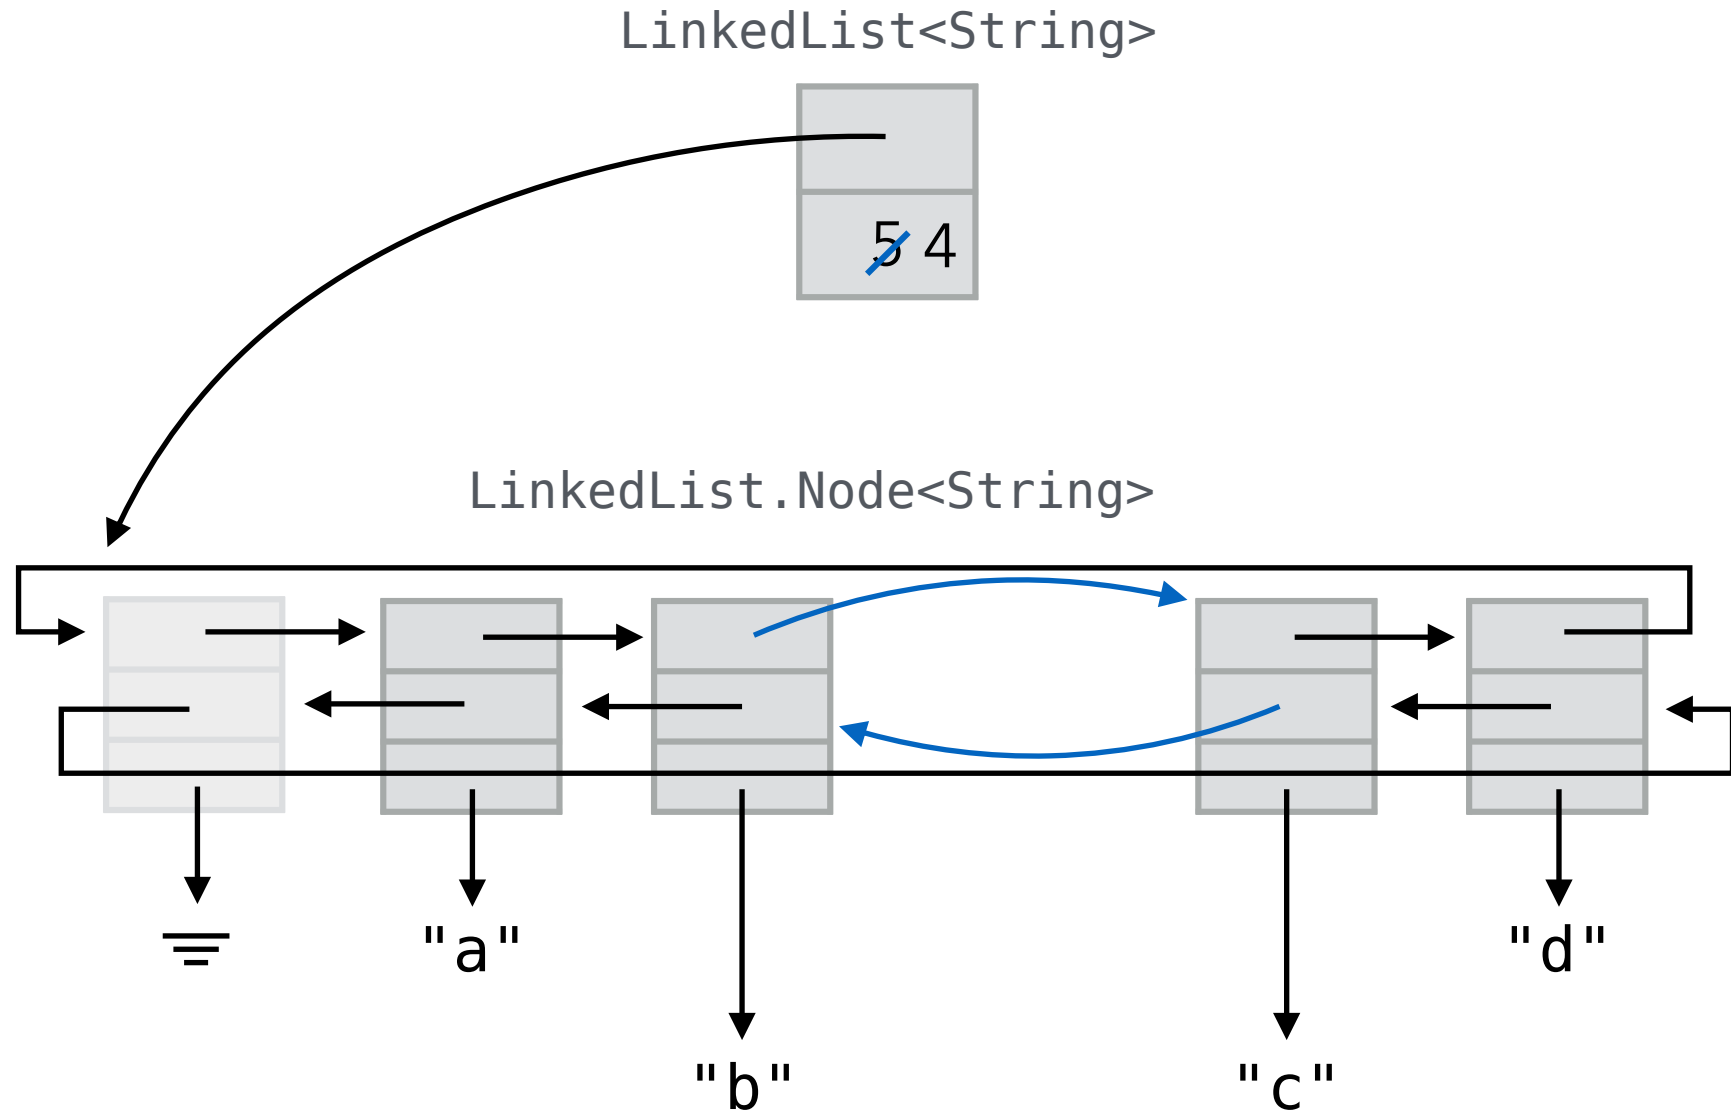 LinkedList<String>
5 4
LinkedList.Node<String>
"a" "d"
"b" "c"